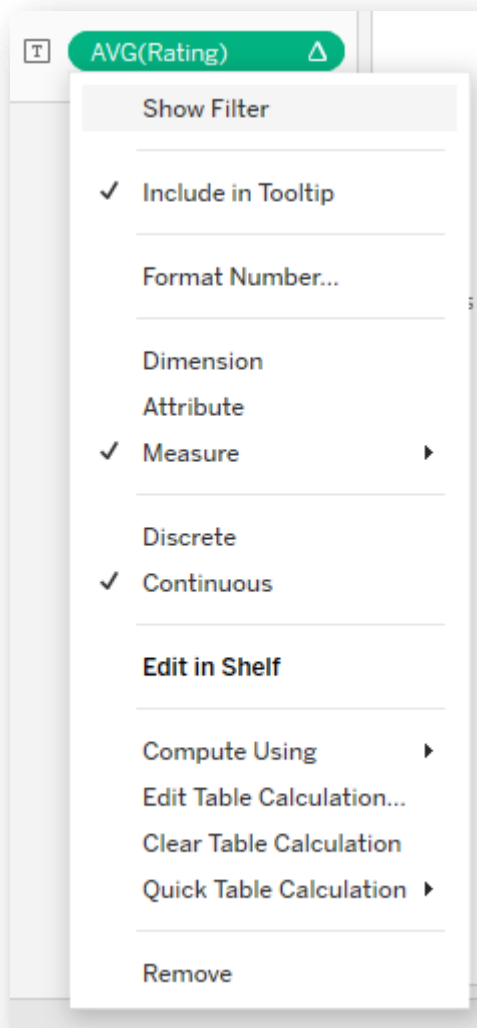 T AVG(Rating) Δ
Show Filter
✓ Include in Tooltip
Format Number...
s
Dimension
Attribute
✓ Measure
Discrete
✓ Continuous
Edit in Shelf
Compute Using
Edit Table Calculation...
Clear Table Calculation
Quick Table Calculation
Remove